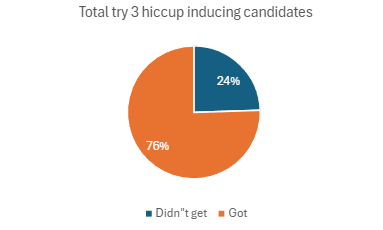 Total try 3 hiccup inducing candidates
24%
76%
Didn"t get Got